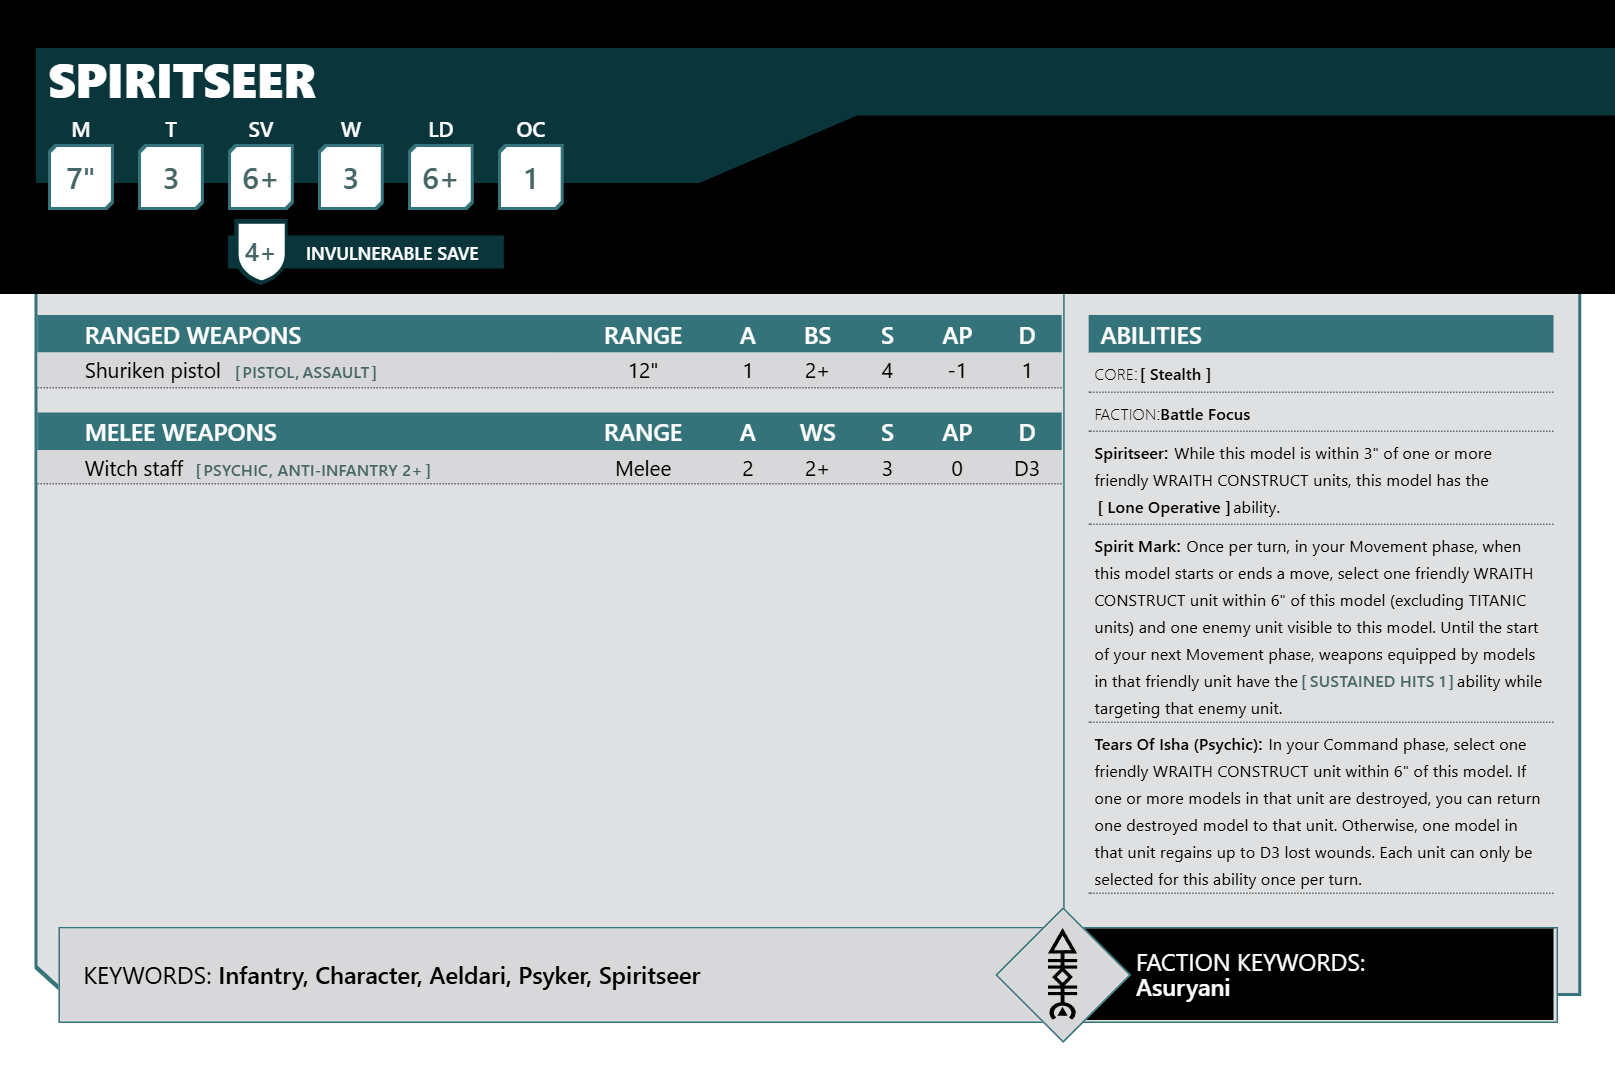 SPIRITSEER
M T SV W LD OC
7" 3 6+ 3 6+ 1
4+ INVULNERABLE SAVE
RANGED WEAPONS RANGE A BS S AP D
Shuriken pistol [PISTOL, ASSAULT] 12" 1 2+ 4 -1 1
MELEE WEAPONS RANGE A WS S AP D
Witch staff [PSYCHIC, ANTI-INFANTRY 2+] Melee 2 2+ 3 0 D3
ABILITIES
CORE:[ Stealth ]
FACTION:Battle Focus
Spiritseer: While this model is within 3" of one or more
friendly WRAITH CONSTRUCT units, this model has the
[ Lone Operative ] ability.
Spirit Mark: Once per turn, in your Movement phase, when
this model starts or ends a move, select one friendly WRAITH
CONSTRUCT unit within 6" of this model (excluding TITANIC
units) and one enemy unit visible to this model. Until the start
of your next Movement phase, weapons equipped by models
in that friendly unit have the [ SUSTAINED HITS 1] ability while
targeting that enemy unit.
Tears Of Isha (Psychic): In your Command phase, select one
friendly WRAITH CONSTRUCT unit within 6" of this model. If
one or more models in that unit are destroyed, you can return
one destroyed model to that unit. Otherwise, one model in
that unit regains up to D3 lost wounds. Each unit can only be
selected for this ability once per turn.
KEYWORDS: Infantry, Character, Aeldari, Psyker, Spiritseer
FACTION KEYWORDS:
Asuryani